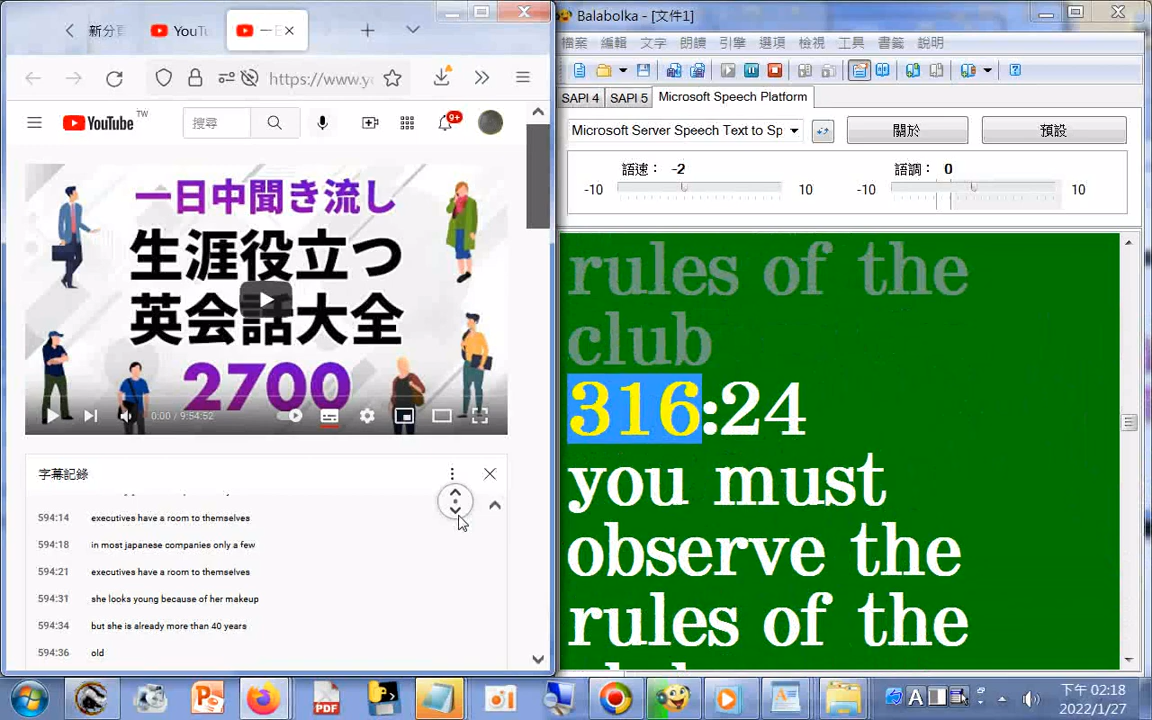 新分
YouTu
一 E
https://www.yo
YouTube TW
搜尋
9+
一日中聞き流し
生涯役立つ
英会話大全
2700
0:00 / 9:54:52
字幕記錄
594:14 executives have a room to themselves
594:18 in most japanese companies only a few
594:21 executives have a room to themselves
594:31 she looks young because of her makeup
594:34 but she is already more than 40 years
594:36 old
Balabolka - [文件1]
檔案 編輯 文字 朗讀 引擎 選項 檢視 工具 書籤 說明
SAPI 4 SAPI 5 Microsoft Speech Platform
Microsoft Server Speech Text to Sp
關於 預設
語速： -2 語調： 0
-10 10 -10 10
rules of the
club
316:24
you must
observe the
rules of the
PDF
A
下午 02:18
2022/1/27